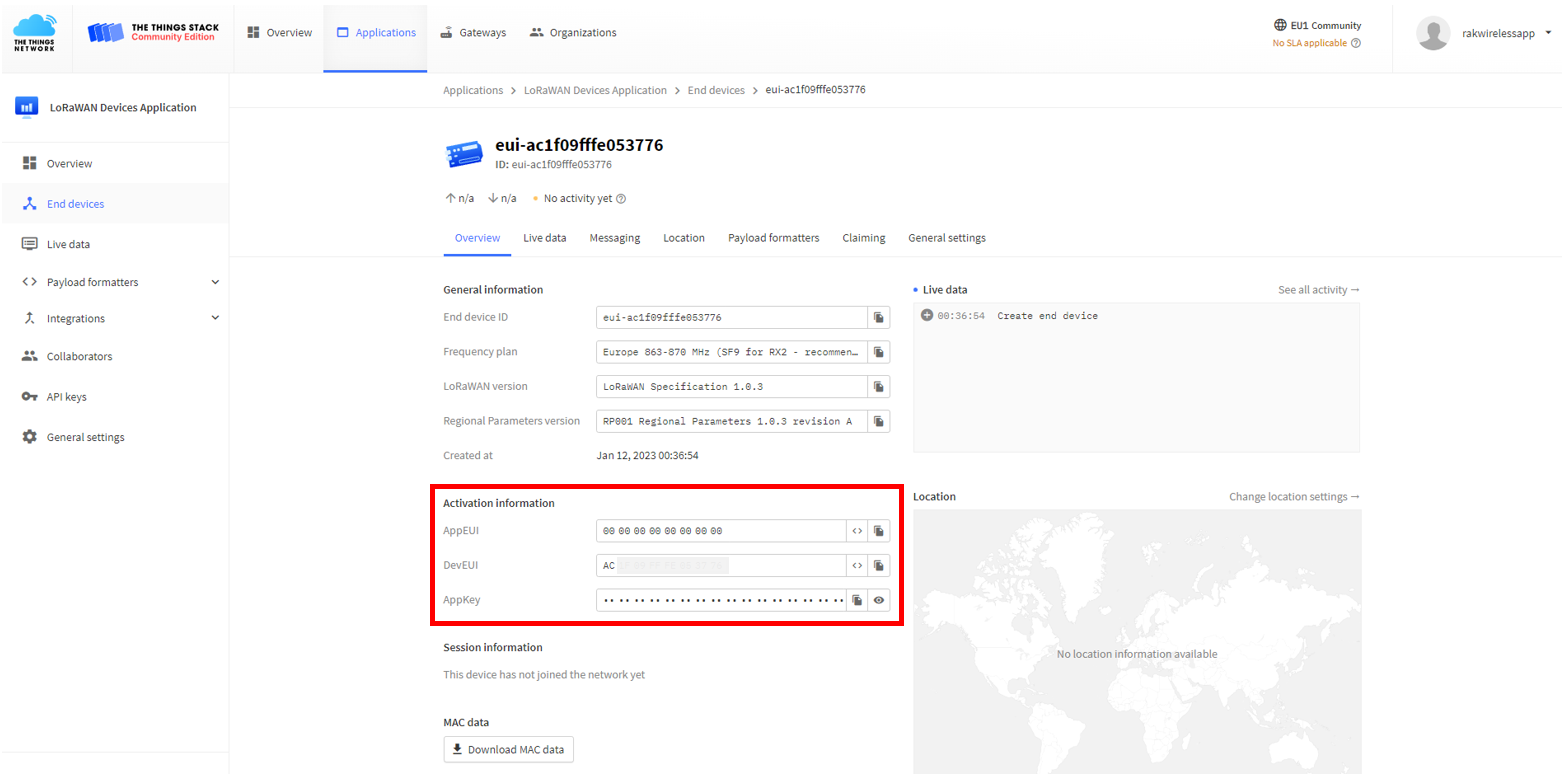 THE THINGS NETWORK
THE THINGS STACK
Community Edition
Overview
Applications
Gateways
Organizations
EU1 Community
No SLA applicable
rakwirelessapp
LoRaWAN Devices Application
Overview
End devices
Live data
Payload formatters
Integrations
Collaborators
API keys
General settings
Applications > LoRaWAN Devices Application > End devices > eui-ac1f09fffe053776
eui-ac1f09fffe053776
ID: eui-ac1f09fffe053776
n/a n/a No activity yet
Overview Live data Messaging Location Payload formatters Claiming General settings
General information
End device ID eui-ac1f09fffe053776
Frequency plan Europe 863-870 MHz (SF9 for RX2 - recommen…
LoRaWAN version LoRaWAN Specification 1.0.3
Regional Parameters version RP001 Regional Parameters 1.0.3 revision A
Created at Jan 12, 2023 00:36:54
Activation information
AppEUI 00 00 00 00 00 00 00 00
DevEUI AC
AppKey
Session information
This device has not joined the network yet
MAC data
Download MAC data
Live data See all activity →
00:36:54 Create end device
Location Change location settings →
No location information available